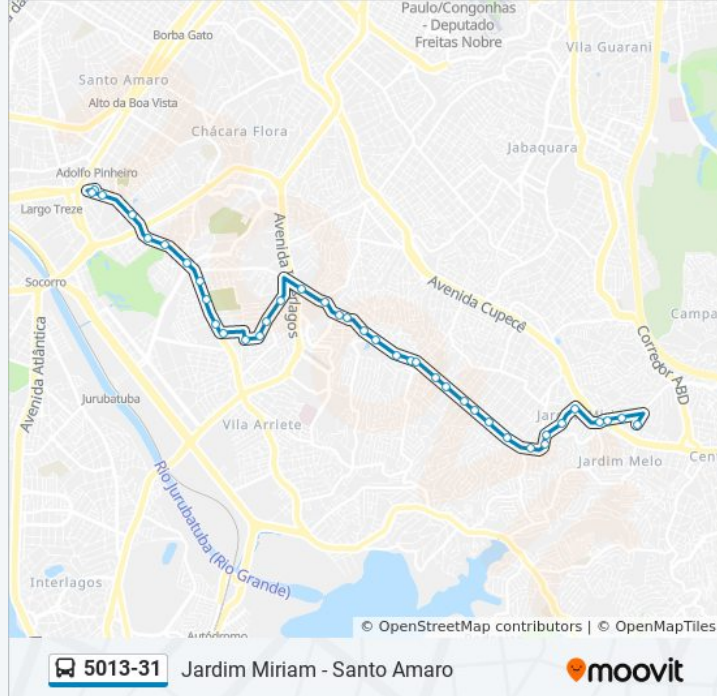 Paulo/Congonhas
- Deputado
Freitas Nobre
Borba Gato
Vila Guarani
Santo Amaro
Alto da Boa Vista
Chácara Flora
Jabaquara
Adolfo Pinheiro
Largo Treze
Avenida
lagos
Socorro
Avenida Cupecê
Campa
Avenida Atlântica
Corredor ABD
Jurubatuba
Vila Arriete
Jardim Melo
Cen
Rio Jurubatuba (Rio Grande)
Interlagos
Autódromo
© OpenStreetMap contributors | © OpenMapTiles
5013-31 Jardim Miriam - Santo Amaro
moovit